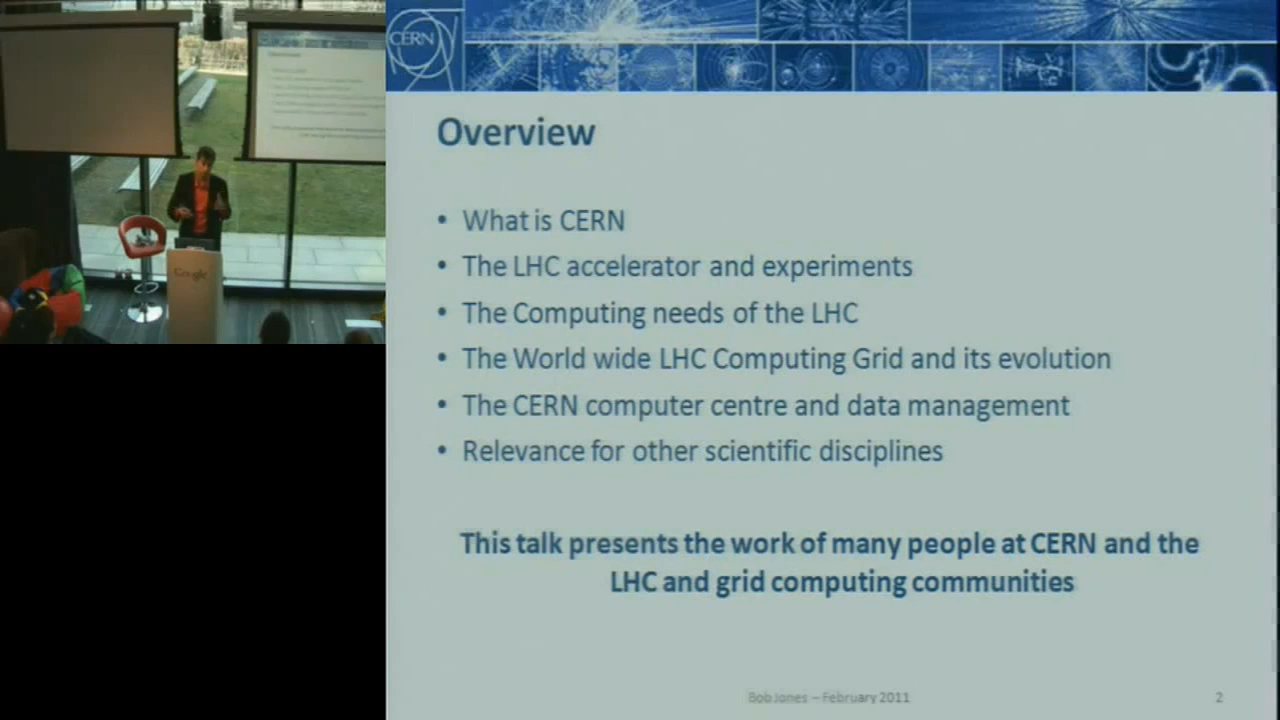 CERN
Overview
• What is CERN
• The LHC accelerator and experiments
• The Computing needs of the LHC
• The World wide LHC Computing Grid and its evolution
• The CERN computer centre and data management
• Relevance for other scientific disciplines
This talk presents the work of many people at CERN and the
LHC and grid computing communities
Bob Jones – February 2011
2
Google